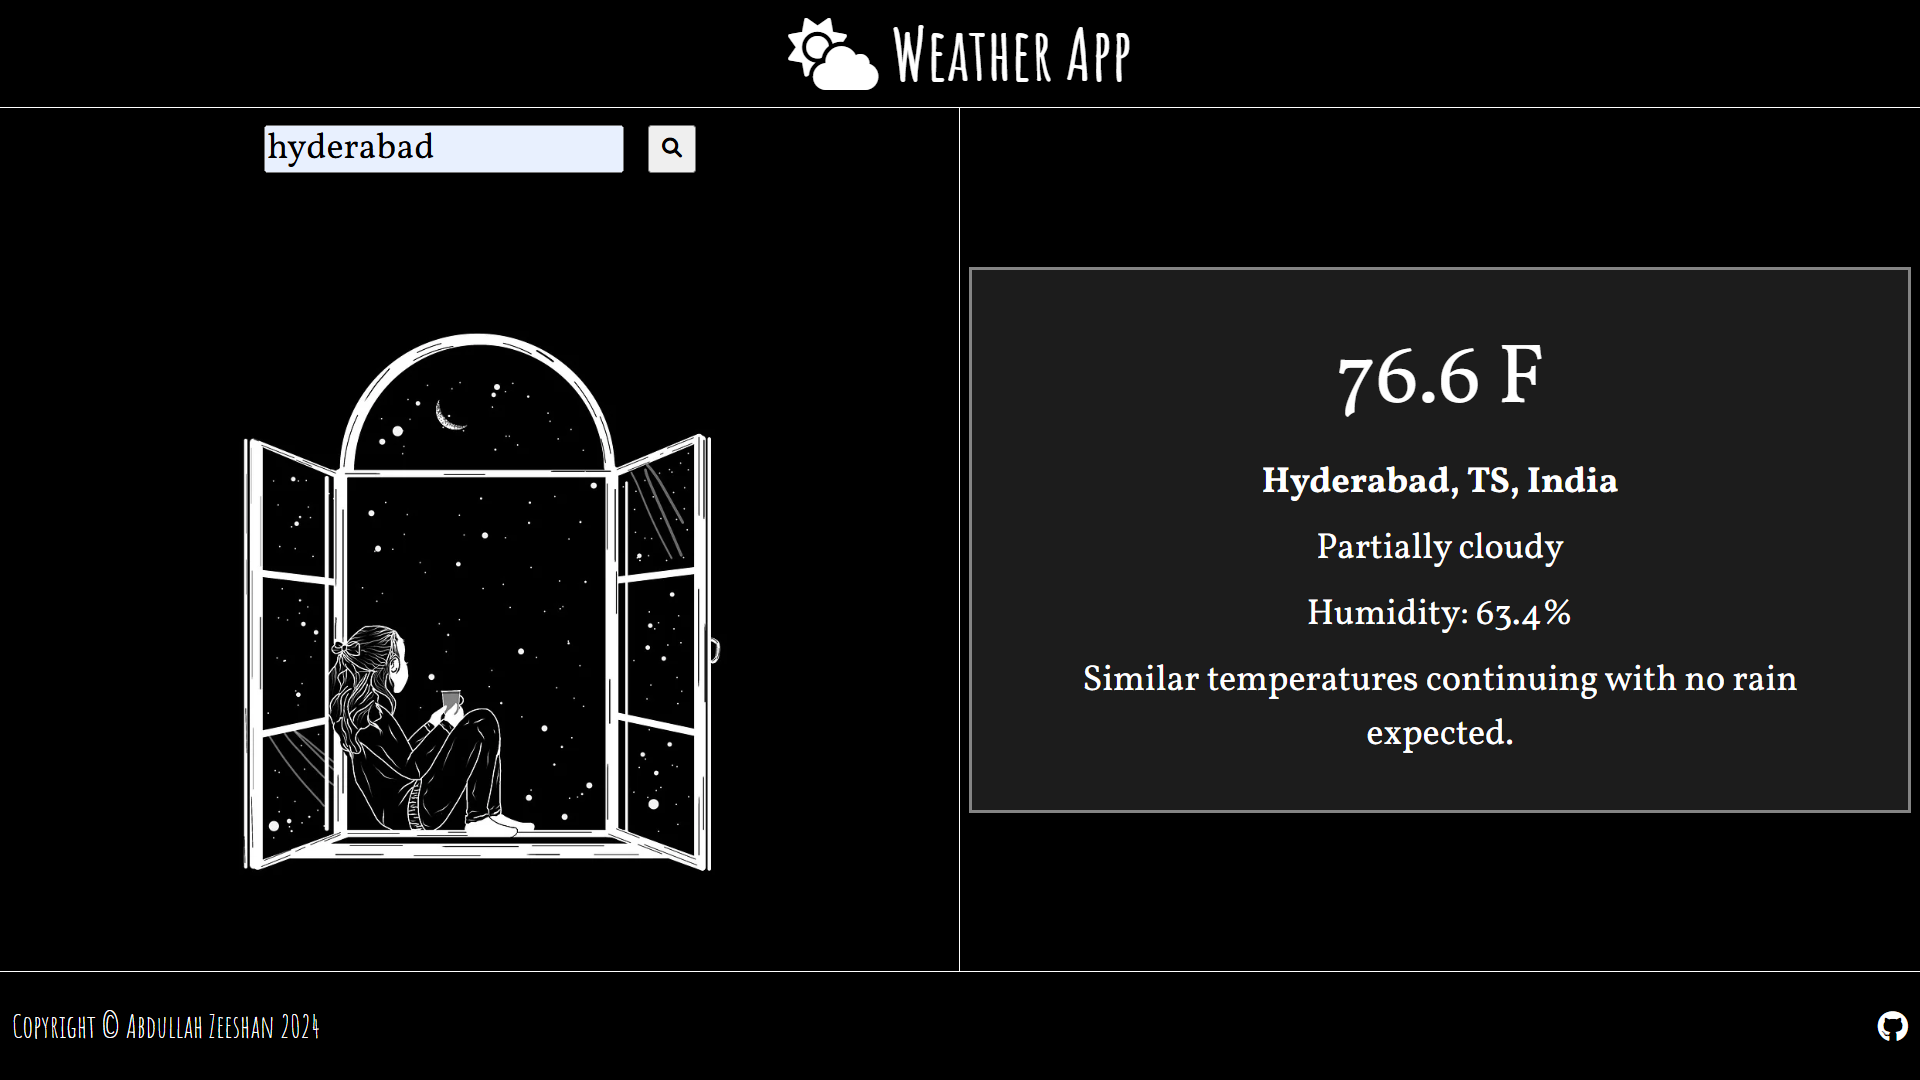 Weather App
hyderabad
76.6 F
Hyderabad, TS, India
Partially cloudy
Humidity: 63.4%
Similar temperatures continuing with no rain
expected.
Copyright © Abdullah Zeeshan 2024